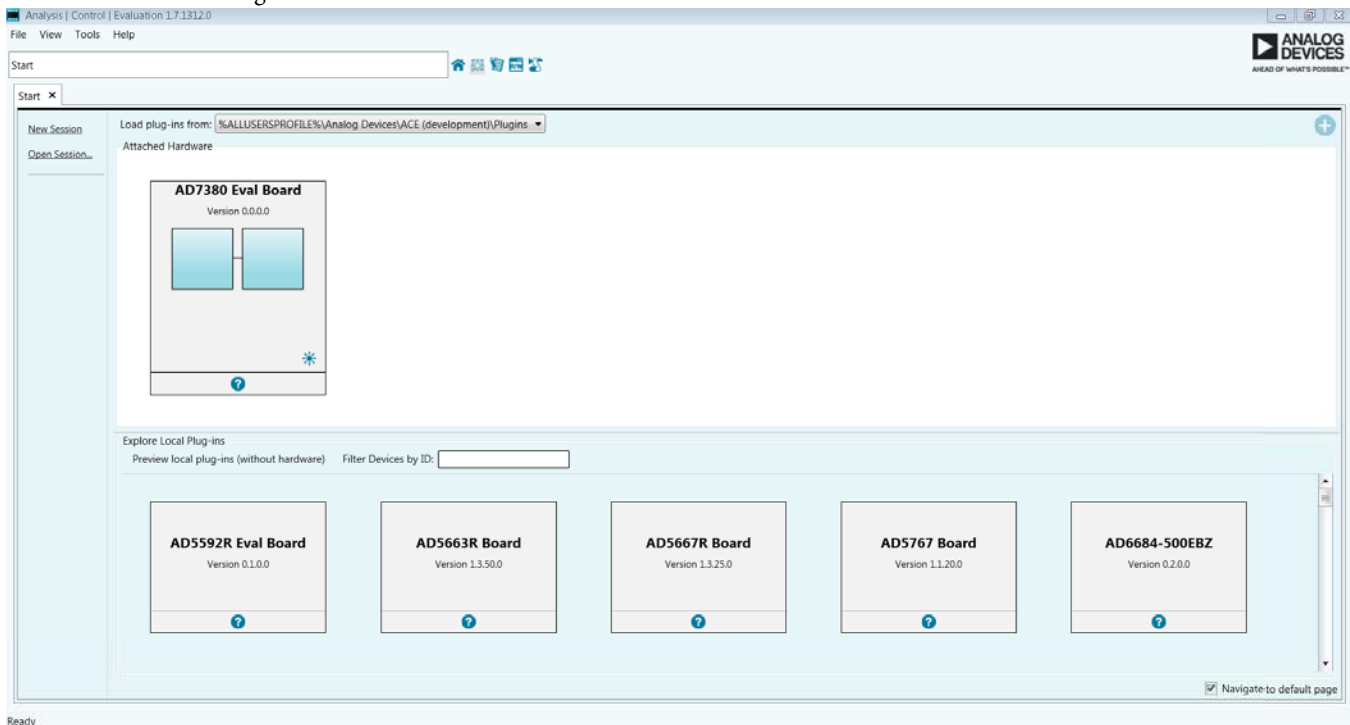 Analysis | Control | Evaluation 1.7.1312.0
File View Tools Help
ANALOG
DEVICES
AHEAD OF WHAT'S POSSIBLE™
Start
Start
New Session
Open Session...
Load plug-ins from: %ALLUSERSPROFILE%\Analog Devices\ACE (development)\Plugins
Attached Hardware
AD7380 Eval Board
Version 0.0.0.0
?
Explore Local Plug-ins
Preview local plug-ins (without hardware) Filter Devices by ID:
AD5592R Eval Board
Version 0.1.0.0
?
AD5663R Board
Version 1.3.50.0
?
AD5667R Board
Version 1.3.25.0
?
AD5767 Board
Version 1.1.20.0
?
AD6684-500EBZ
Version 0.2.0.0
?
Navigate to default page
Ready